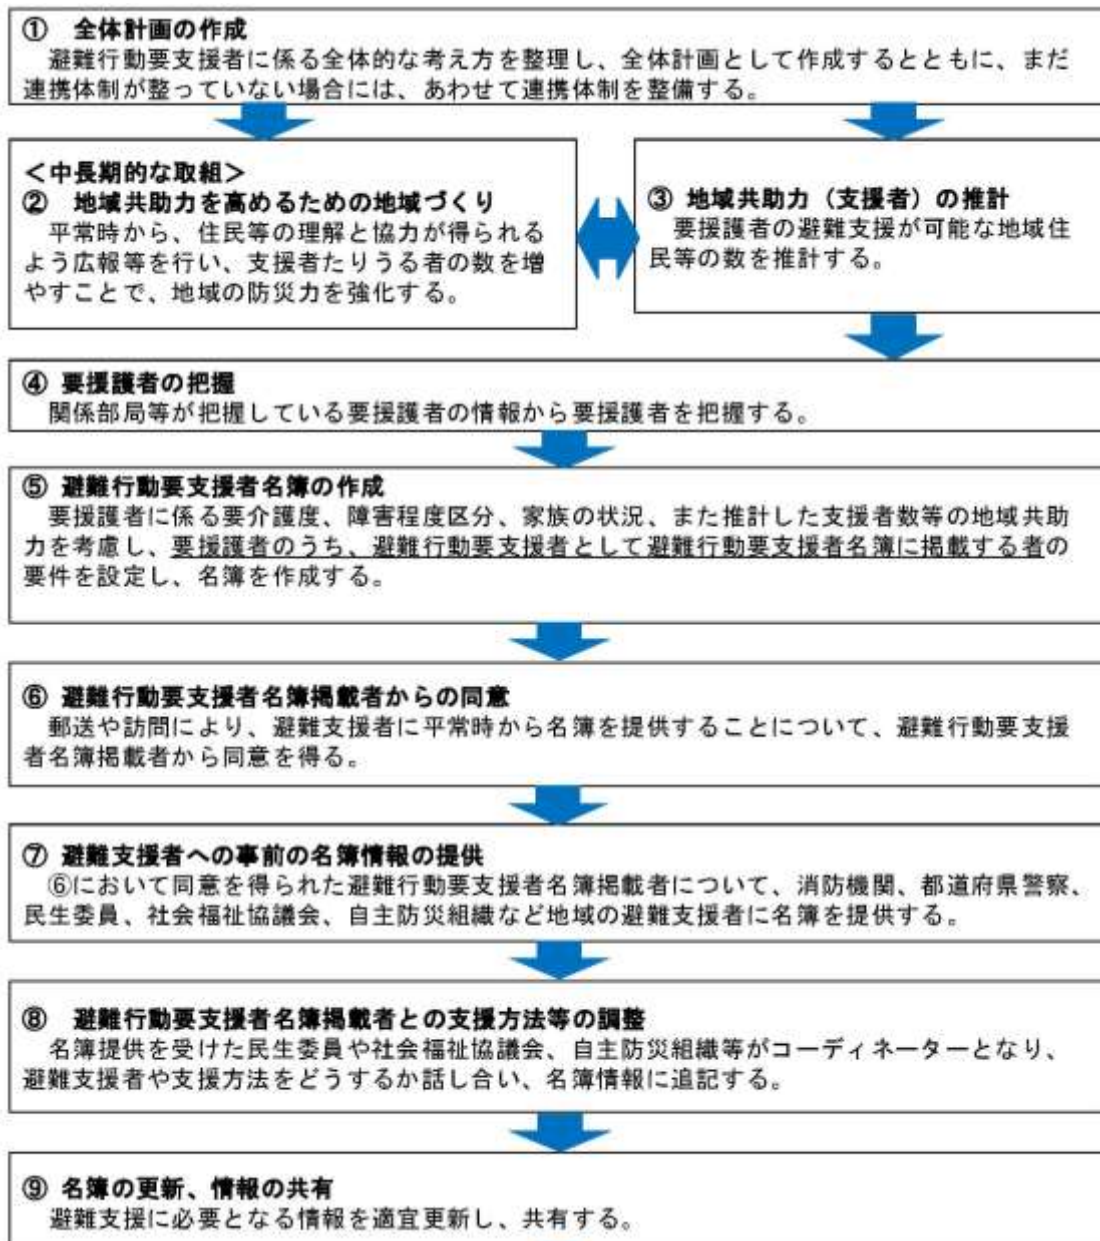 ① 全体計画の作成
避難行動要支援者に係る全体的な考え方を整理し、全体計画として作成するとともに、まだ
連携体制が整っていない場合には、あわせて連携体制を整備する。
＜中長期的な取組＞
② 地域共助力を高めるための地域づくり
平常時から、住民等の理解と協力が得られる
よう広報等を行い、支援者たりうる者の数を増
やすことで、地域の防災力を強化する。
③ 地域共助力（支援者）の推計
要援護者の避難支援が可能な地域住
民等の数を推計する。
④ 要援護者の把握
関係部局等が把握している要援護者の情報から要援護者を把握する。
⑤ 避難行動要支援者名簿の作成
要援護者に係る要介護度、障害程度区分、家族の状況、また推計した支援者数等の地域共助
力を考慮し、要援護者のうち、避難行動要支援者として避難行動要支援者名簿に掲載する者の
要件を設定し、名簿を作成する。
⑥ 避難行動要支援者名簿掲載者からの同意
郵送や訪問により、避難支援者に平常時から名簿を提供することについて、避難行動要支援
者名簿掲載者から同意を得る。
⑦ 避難支援者への事前の名簿情報の提供
⑥において同意を得られた避難行動要支援者名簿掲載者について、消防機関、都道府県警察、
民生委員、社会福祉協議会、自主防災組織など地域の避難支援者に名簿を提供する。
⑧ 避難行動要支援者名簿掲載者との支援方法等の調整
名簿提供を受けた民生委員や社会福祉協議会、自主防災組織等がコーディネーターとなり、
避難支援者や支援方法をどうするか話し合い、名簿情報に追記する。
⑨ 名簿の更新、情報の共有
避難支援に必要となる情報を適宜更新し、共有する。